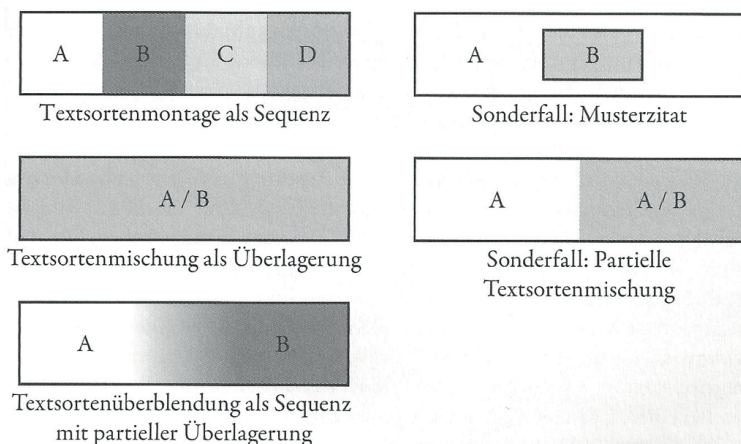 A B C D
Textsortenmontage als Sequenz
A B
Sonderfall: Musterzitat
A / B
Textsortenmischung als Überlagerung
A A / B
Sonderfall: Partielle
Textsortenmischung
A B
Textsortenüberblendung als Sequenz
mit partieller Überlagerung